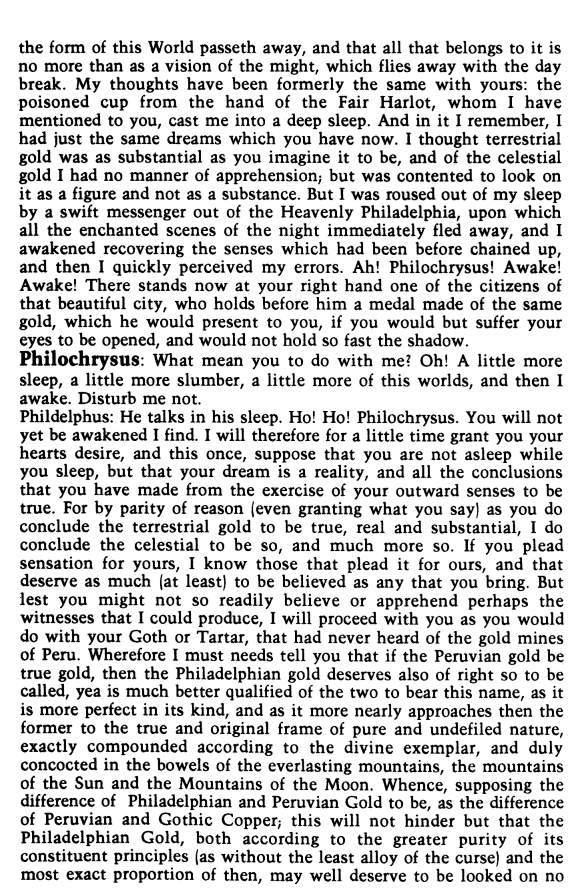 the form of this World passeth away, and that all that belongs to it is
no more than as a vision of the might, which flies away with the day
break. My thoughts have been formerly the same with yours: the
poisoned cup from the hand of the Fair Harlot, whom I have
mentioned to you, cast me into a deep sleep. And in it I remember, I
had just the same dreams which you have now. I thought terrestrial
gold was as substantial as you imagine it to be, and of the celestial
gold I had no manner of apprehension; but was contented to look on
it as a figure and not as a substance. But I was roused out of my sleep
by a swift messenger out of the Heavenly Philadelphia, upon which
all the enchanted scenes of the night immediately fled away, and I
awakened recovering the senses which had been before chained up,
and then I quickly perceived my errors. Ah! Philochrysus! Awake!
Awake! There stands now at your right hand one of the citizens of
that beautiful city, who holds before him a medal made of the same
gold, which he would present to you, if you would but suffer your
eyes to be opened, and would not hold so fast the shadow.
Philochrysus: What mean you to do with me? Oh! A little more
sleep, a little more slumber, a little more of this worlds, and then I
awake. Disturb me not.
Phildelphus: He talks in his sleep. Ho! Ho! Philochrysus. You will not
yet be awakened I find. I will therefore for a little time grant you your
hearts desire, and this once, suppose that you are not asleep while
you sleep, but that your dream is a reality, and all the conclusions
that you have made from the exercise of your outward senses to be
true. For by parity of reason (even granting what you say) as you do
conclude the terrestrial gold to be true, real and substantial, I do
conclude the celestial to be so, and much more so. If you plead
sensation for yours, I know those that plead it for ours, and that
deserve as much (at least) to be believed as any that you bring. But
lest you might not so readily believe or apprehend perhaps the
witnesses that I could produce, I will proceed with you as you would
do with your Goth or Tartar, that had never heard of the gold mines
of Peru. Wherefore I must needs tell you that if the Peruvian gold be
true gold, then the Philadelphian gold deserves also of right so to be
called, yea is much better qualified of the two to bear this name, as it
is more perfect in its kind, and as it more nearly approaches then the
former to the true and original frame of pure and undefiled nature,
exactly compounded according to the divine exemplar, and duly
concocted in the bowels of the everlasting mountains, the mountains
of the Sun and the Mountains of the Moon. Whence, supposing the
difference of Philadelphian and Peruvian Gold to be, as the difference
of Peruvian and Gothic Copper; this will not hinder but that the
Philadelphian Gold, both according to the greater purity of its
constituent principles (as without the least alloy of the curse) and the
most exact proportion of then, may well deserve to be looked on no